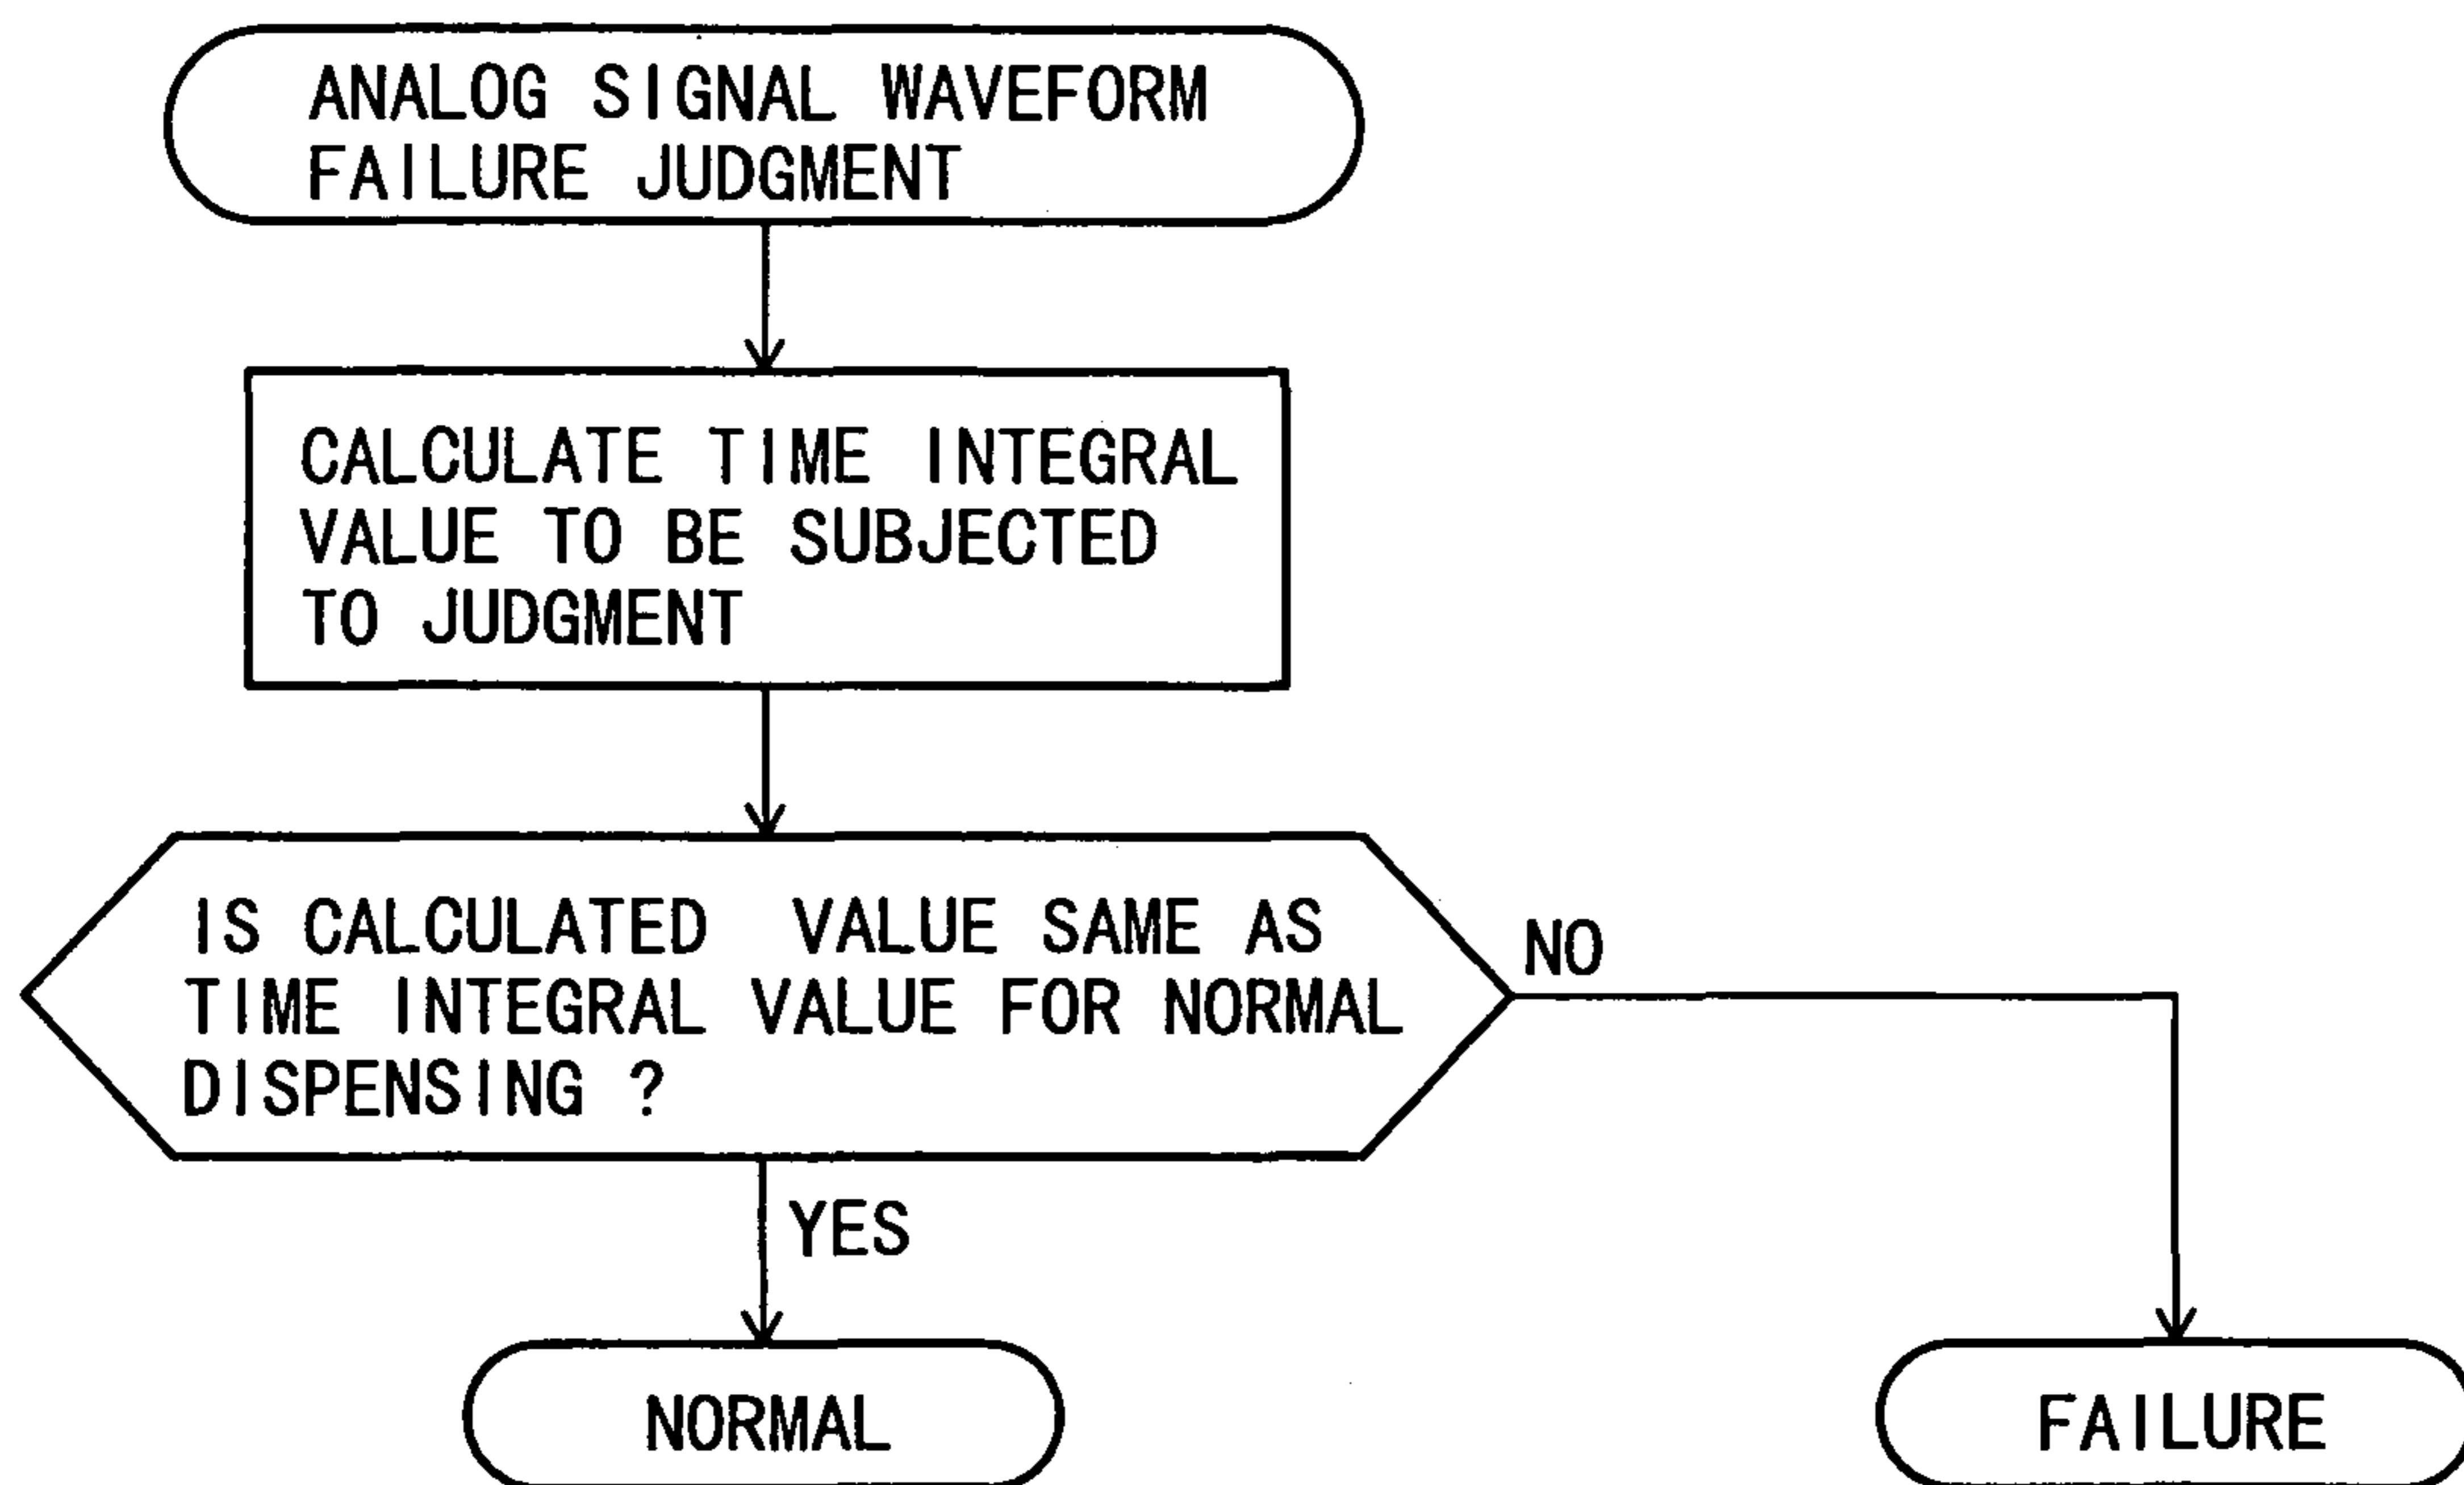 ANALOG SIGNAL WAVEFORM
FAILURE JUDGMENT
CALCULATE TIME INTEGRAL
VALUE TO BE SUBJECTED
TO JUDGMENT
IS CALCULATED VALUE SAME AS
TIME INTEGRAL VALUE FOR NORMAL
DISPENSING ?
NO
YES
NORMAL
FAILURE